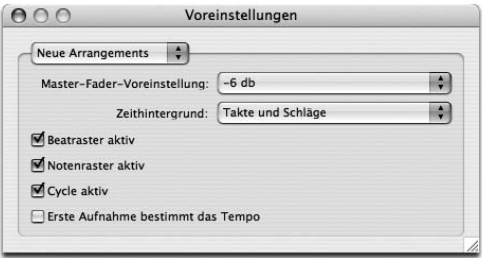 Voreinstellungen
Neue Arrangements
Master-Fader-Voreinstellung: -6 db
Zeithintergrund: Takte und Schläge
Beatraster aktiv
Notenraster aktiv
Cycle aktiv
Erste Aufnahme bestimmt das Tempo